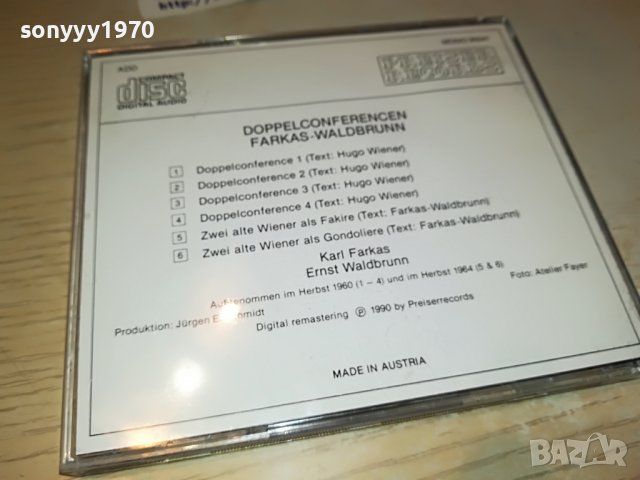 sonyyy1970
ADD
COMPACT
disc
DIGITAL AUDIO
PREISER
RECORDS
DOPPELCONFERENCEN
FARKAS-WALDBRUNN
1 Doppelconference 1 (Text: Hugo Wiener)
2 Doppelconference 2 (Text: Hugo Wiener)
3 Doppelconference 3 (Text: Hugo Wiener)
4 Doppelconference 4 (Text: Hugo Wiener)
5 Zwei alte Wiener als Fakire (Text: Farkas-Waldbrunn)
6 Zwei alte Wiener als Gondoliere (Text: Farkas-Waldbrunn)
Karl Farkas
Ernst Waldbrunn
im Herbst 1960 (1 – 4) und im Herbst 1964 (5 & 6)
Foto: Atelier Fayer
Produktion: Jürgen E.
Digital remastering Ⓟ 1990 by Preiserrecords
MADE IN AUSTRIA
BAZAR
bg